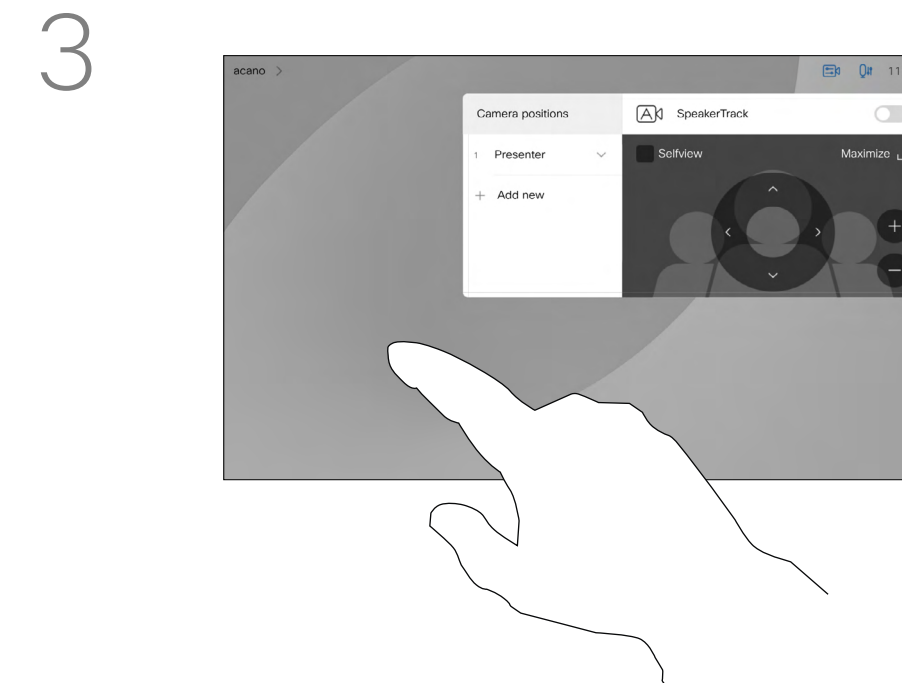 3
acano >
11
Camera positions
SpeakerTrack
1 Presenter
Selfview
Maximize
+ Add new